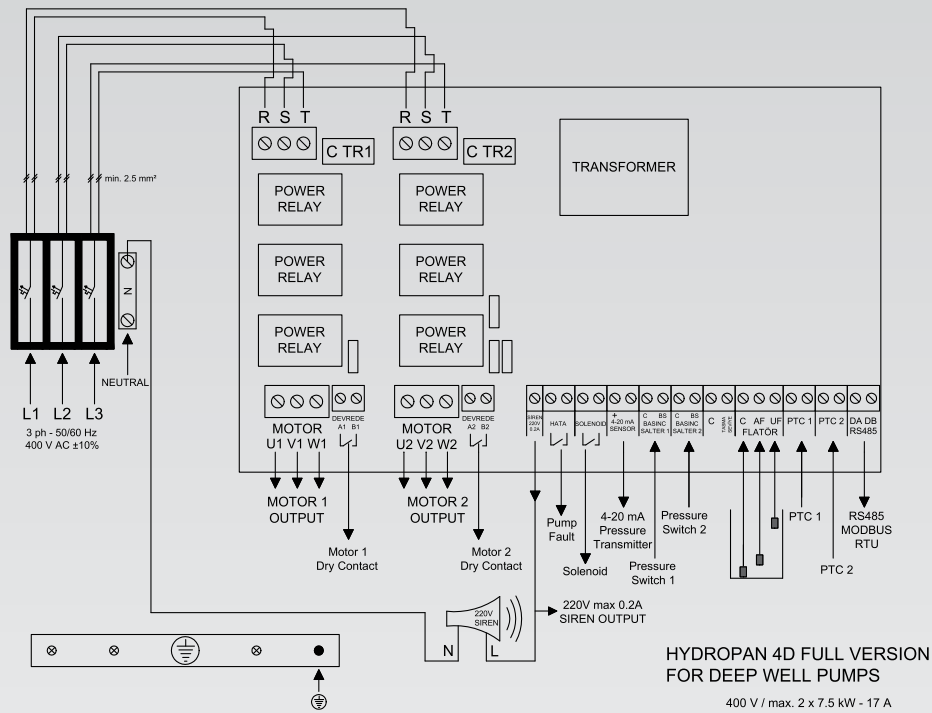 R S T
R S T
C TR1
C TR2
TRANSFORMER
min. 2.5 mm²
POWER
RELAY
POWER
RELAY
POWER
RELAY
POWER
RELAY
POWER
RELAY
POWER
RELAY
N
NEUTRAL
L1 L2 L3
3 ph - 50/60 Hz
400 V AC ±10%
MOTOR
U1 V1 W1
DEVREDE
A1 B1
MOTOR
U2 V2 W2
DEVREDE
A2 B2
SIREN
220V
0.2A
HATA
SOLENOID
+
4-20 mA
SENSOR
C BS
BASINC
SALTER 1
C BS
BASINC
SALTER 2
C
TASMA
SEVIYE
C AF UF
FLATÖR
PTC 1
PTC 2
DA DB
RS485
MOTOR 1
OUTPUT
MOTOR 2
OUTPUT
Motor 1
Dry Contact
Motor 2
Dry Contact
Pump
Fault
Solenoid
4-20 mA
Pressure
Transmitter
Pressure
Switch 1
Pressure
Switch 2
PTC 1
PTC 2
RS485
MODBUS
RTU
220V
SIREN
N L
220V max 0.2A
SIREN OUTPUT
HYDROPAN 4D FULL VERSION
FOR DEEP WELL PUMPS
400 V / max. 2 x 7.5 kW - 17 A